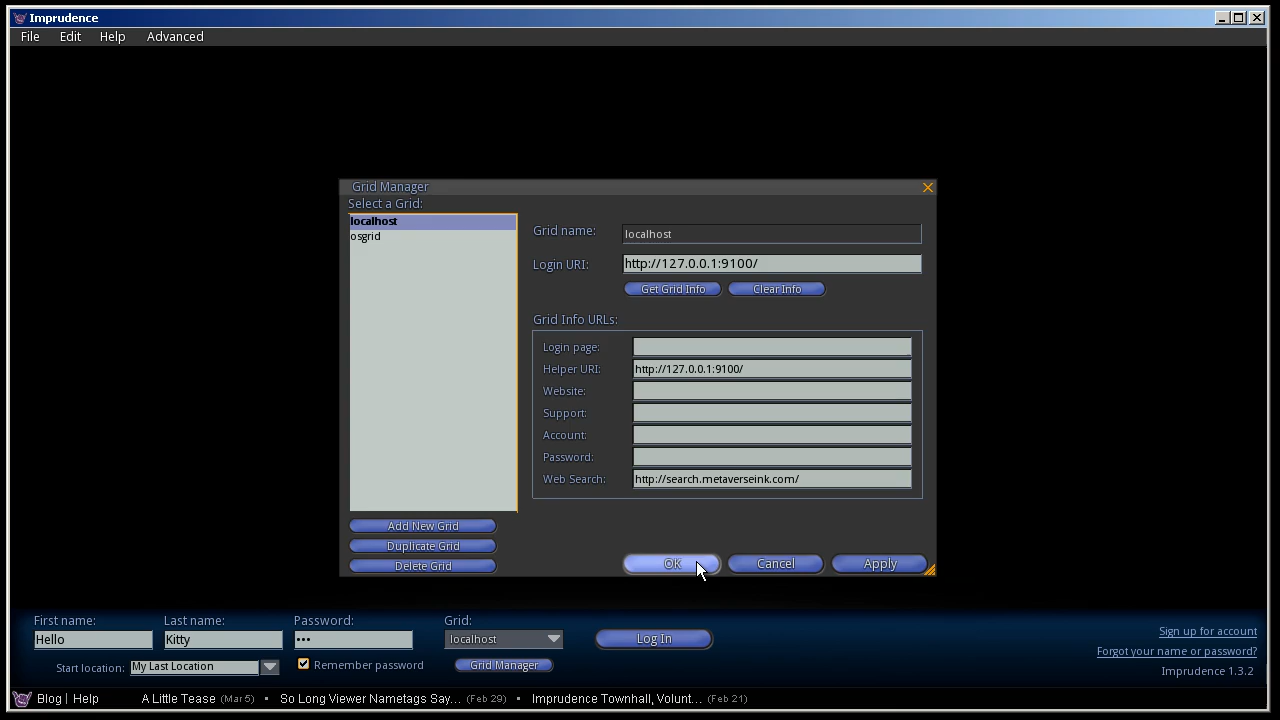 Imprudence
File Edit Help Advanced
Grid Manager
Select a Grid:
localhost
osgrid
Grid name: localhost
Login URI: http://127.0.0.1:9100/
Get Grid Info Clear Info
Grid Info URLs:
Login page:
Helper URI: http://127.0.0.1:9100/
Website:
Support:
Account:
Password:
Web Search: http://search.metaverseink.com/
Add New Grid
Duplicate Grid
Delete Grid
OK Cancel Apply
First name: Last name: Password: Grid:
Hello Kitty ••• localhost Log In
Start location: My Last Location Remember password Grid Manager
Sign up for account
Forgot your name or password?
Imprudence 1.3.2
Blog | Help A Little Tease (Mar 5) • So Long Viewer Nametags Say... (Feb 29) • Imprudence Townhall, Volunt... (Feb 21)